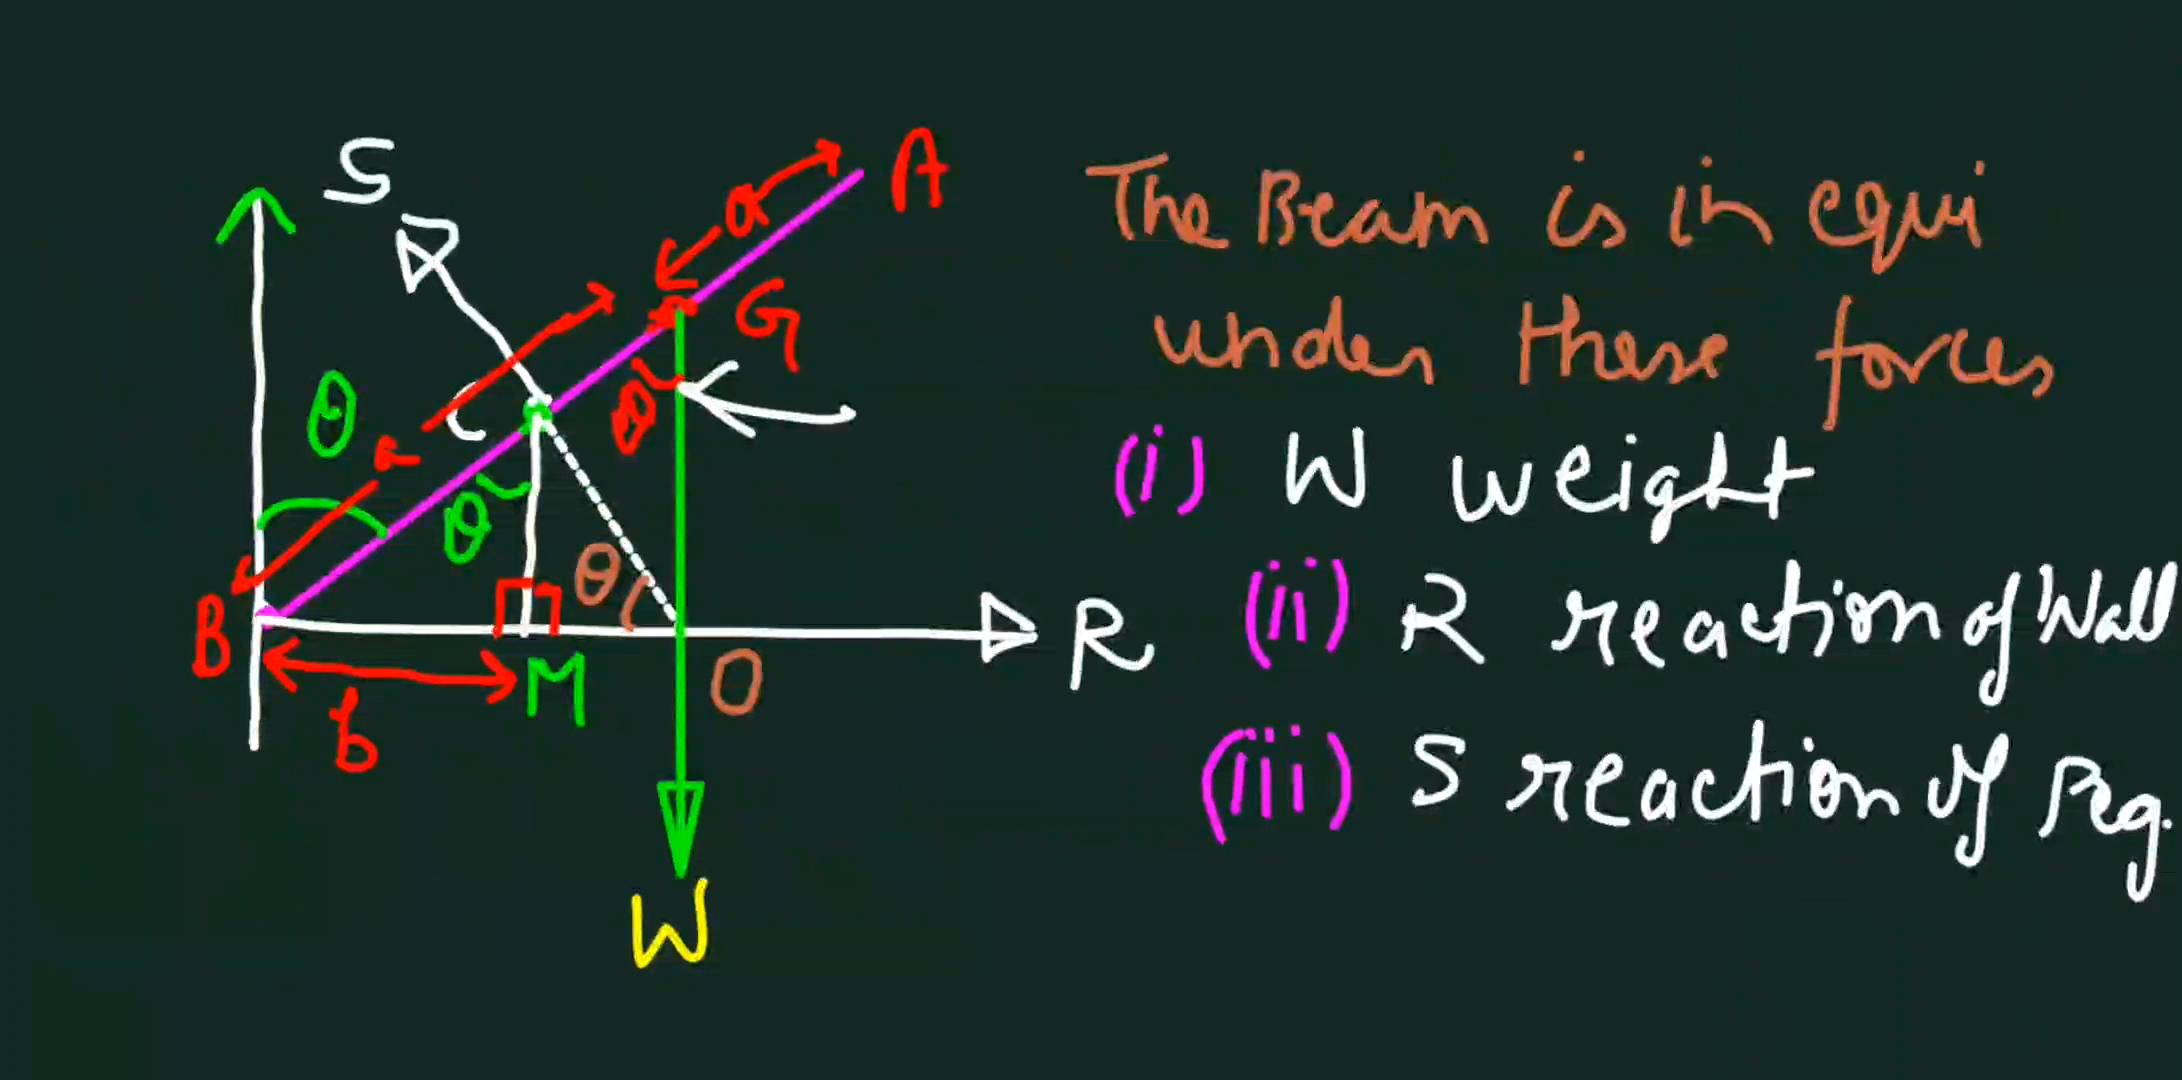 S
A
a
The Beam is in equi
G
under these forces
θ
C
θ
a
(i) W weight
θ
θ
B
R
(ii) R reaction of Wall
M
O
b
(iii) S reaction of Peg.
W